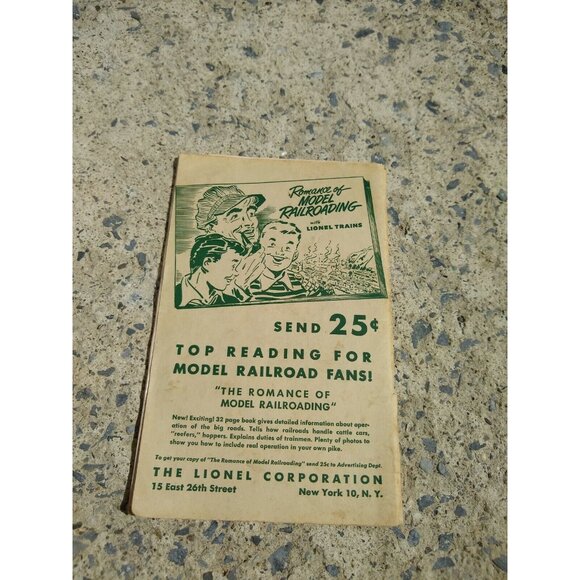 Romance of
MODEL
RAILROADING
with
LIONEL TRAINS
SEND 25¢
TOP READING FOR
MODEL RAILROAD FANS!
"THE ROMANCE OF
MODEL RAILROADING"
New! Exciting! 32 page book gives detailed information about oper-
ation of the big roads. Tells how railroads handle cattle cars,
"reefers," hoppers. Explains duties of trainmen. Plenty of photos to
show you how to include real operation in your own pike.
To get your copy of "The Romance of Model Railroading" send 25c to Advertising Dept.
THE LIONEL CORPORATION
15 East 26th Street New York 10, N. Y.